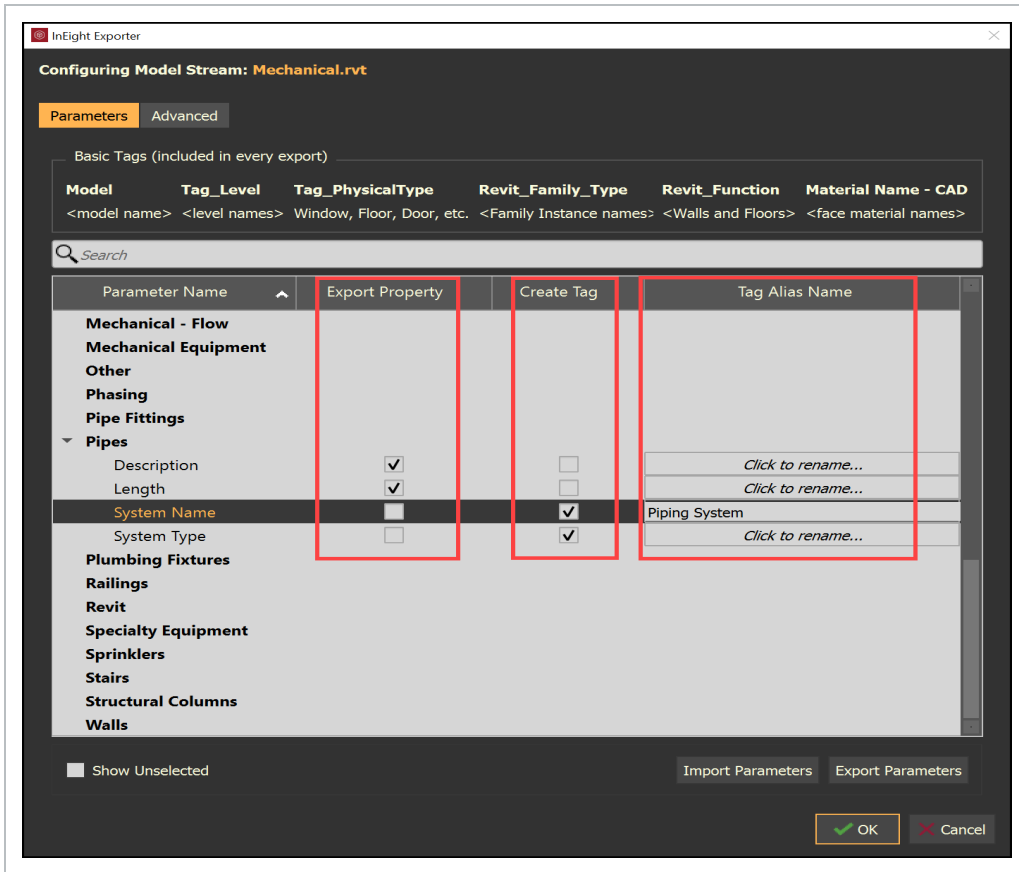 InEight Exporter
Configuring Model Stream: Mechanical.rvt
Parameters Advanced
Basic Tags (included in every export)
Model Tag_Level Tag_PhysicalType Revit_Family_Type Revit_Function Material Name - CAD
<model name> <level names> Window, Floor, Door, etc. <Family Instance names> <Walls and Floors> <face material names>
Search
Parameter Name Export Property Create Tag Tag Alias Name
Mechanical - Flow
Mechanical Equipment
Other
Phasing
Pipe Fittings
Pipes
Description Click to rename...
Length Click to rename...
System Name Piping System
System Type Click to rename...
Plumbing Fixtures
Railings
Revit
Specialty Equipment
Sprinklers
Stairs
Structural Columns
Walls
Show Unselected Import Parameters Export Parameters
OK Cancel